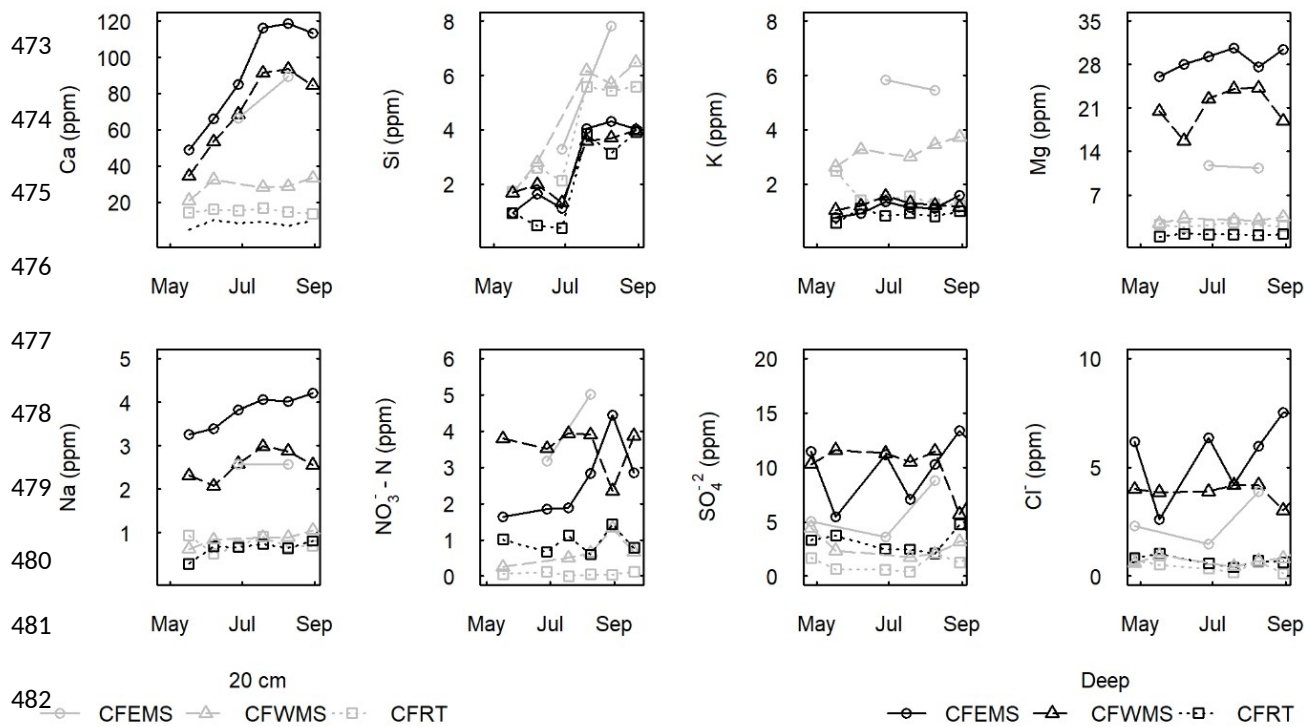 473
474
475
476
477
478
479
480
481
482
Ca (ppm)
120
100
80
60
40
20
May Jul Sep
Si (ppm)
8
6
4
2
May Jul Sep
K (ppm)
8
6
4
2
May Jul Sep
Mg (ppm)
35
28
21
14
7
May Jul Sep
Na (ppm)
5
4
3
2
1
May Jul Sep
NO₃⁻ - N (ppm)
6
5
4
3
2
1
0
May Jul Sep
SO₄⁻² (ppm)
20
15
10
5
0
May Jul Sep
Cl⁻ (ppm)
10
5
0
May Jul Sep
20 cm
CFEMS CFWMS CFRT
Deep
CFEMS CFWMS CFRT